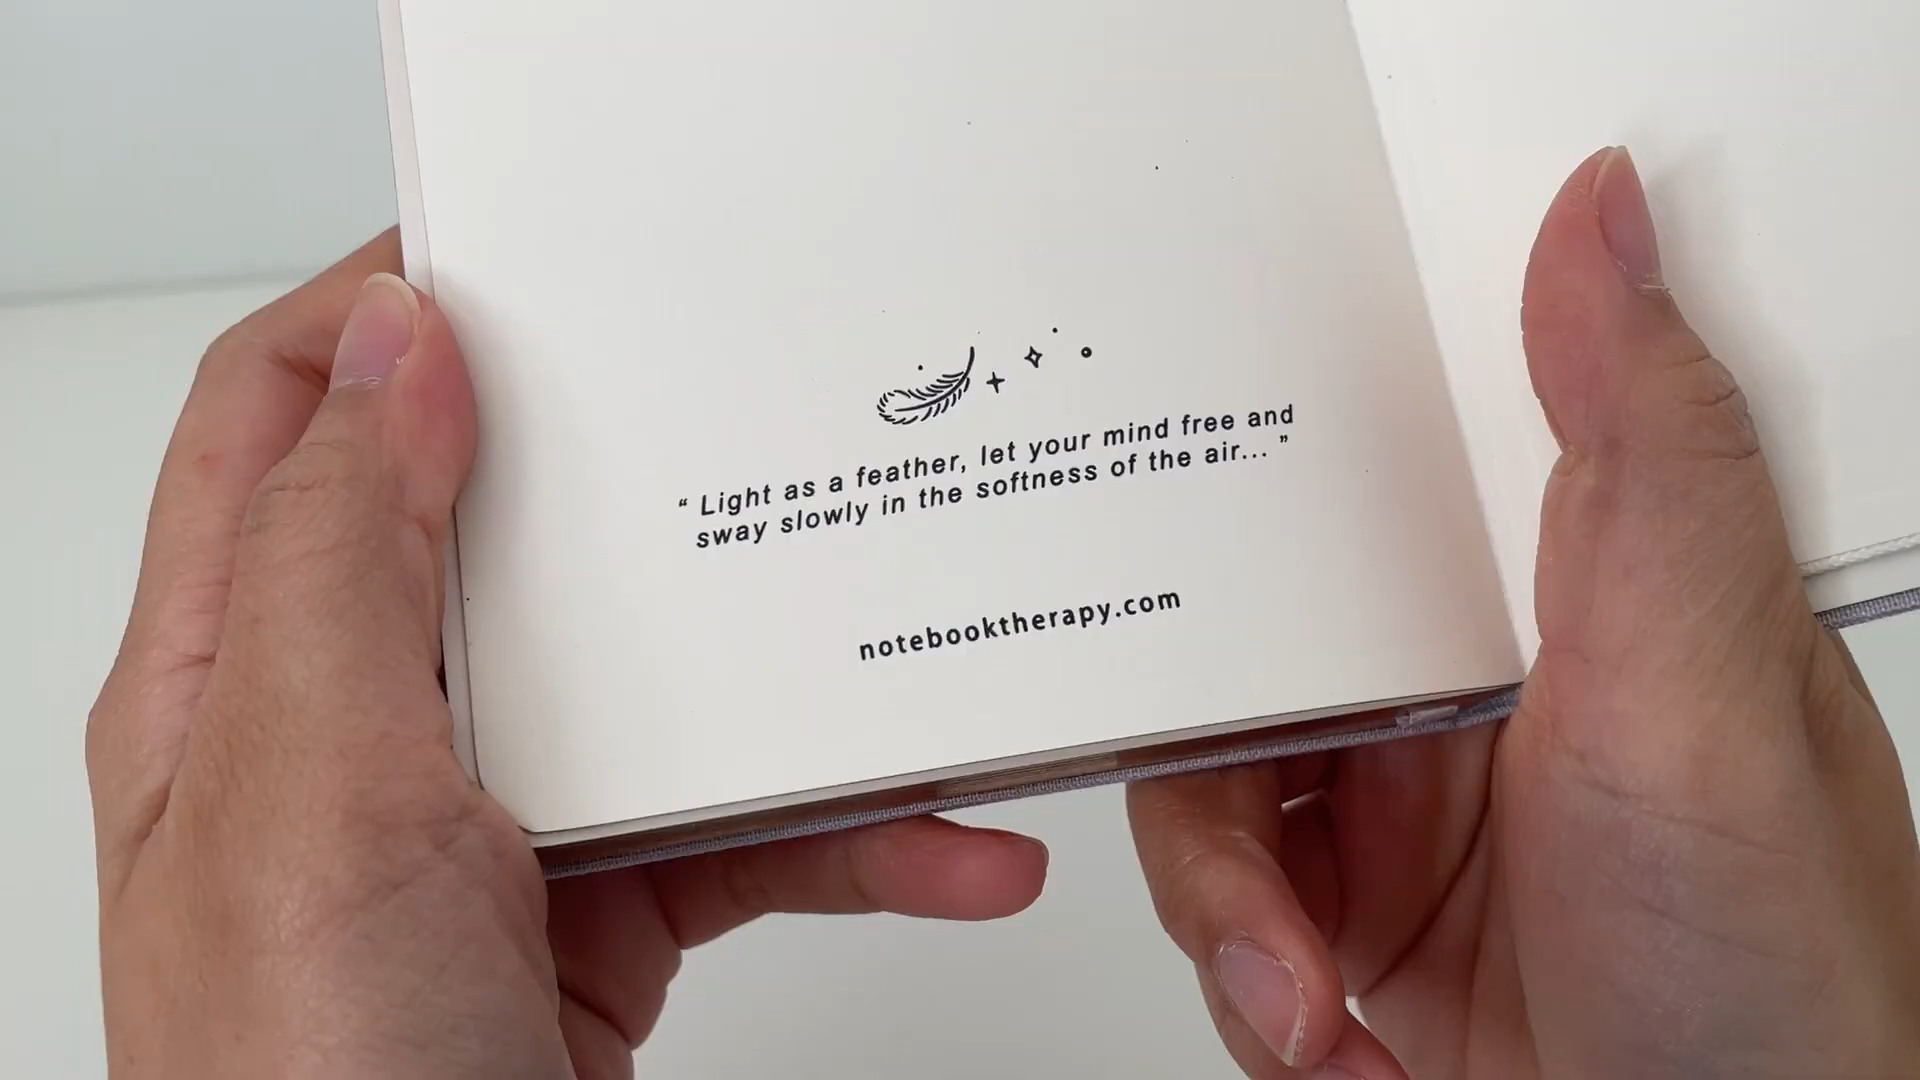 “ Light as a feather, let your mind free and
sway slowly in the softness of the air... ”
notebooktherapy.com